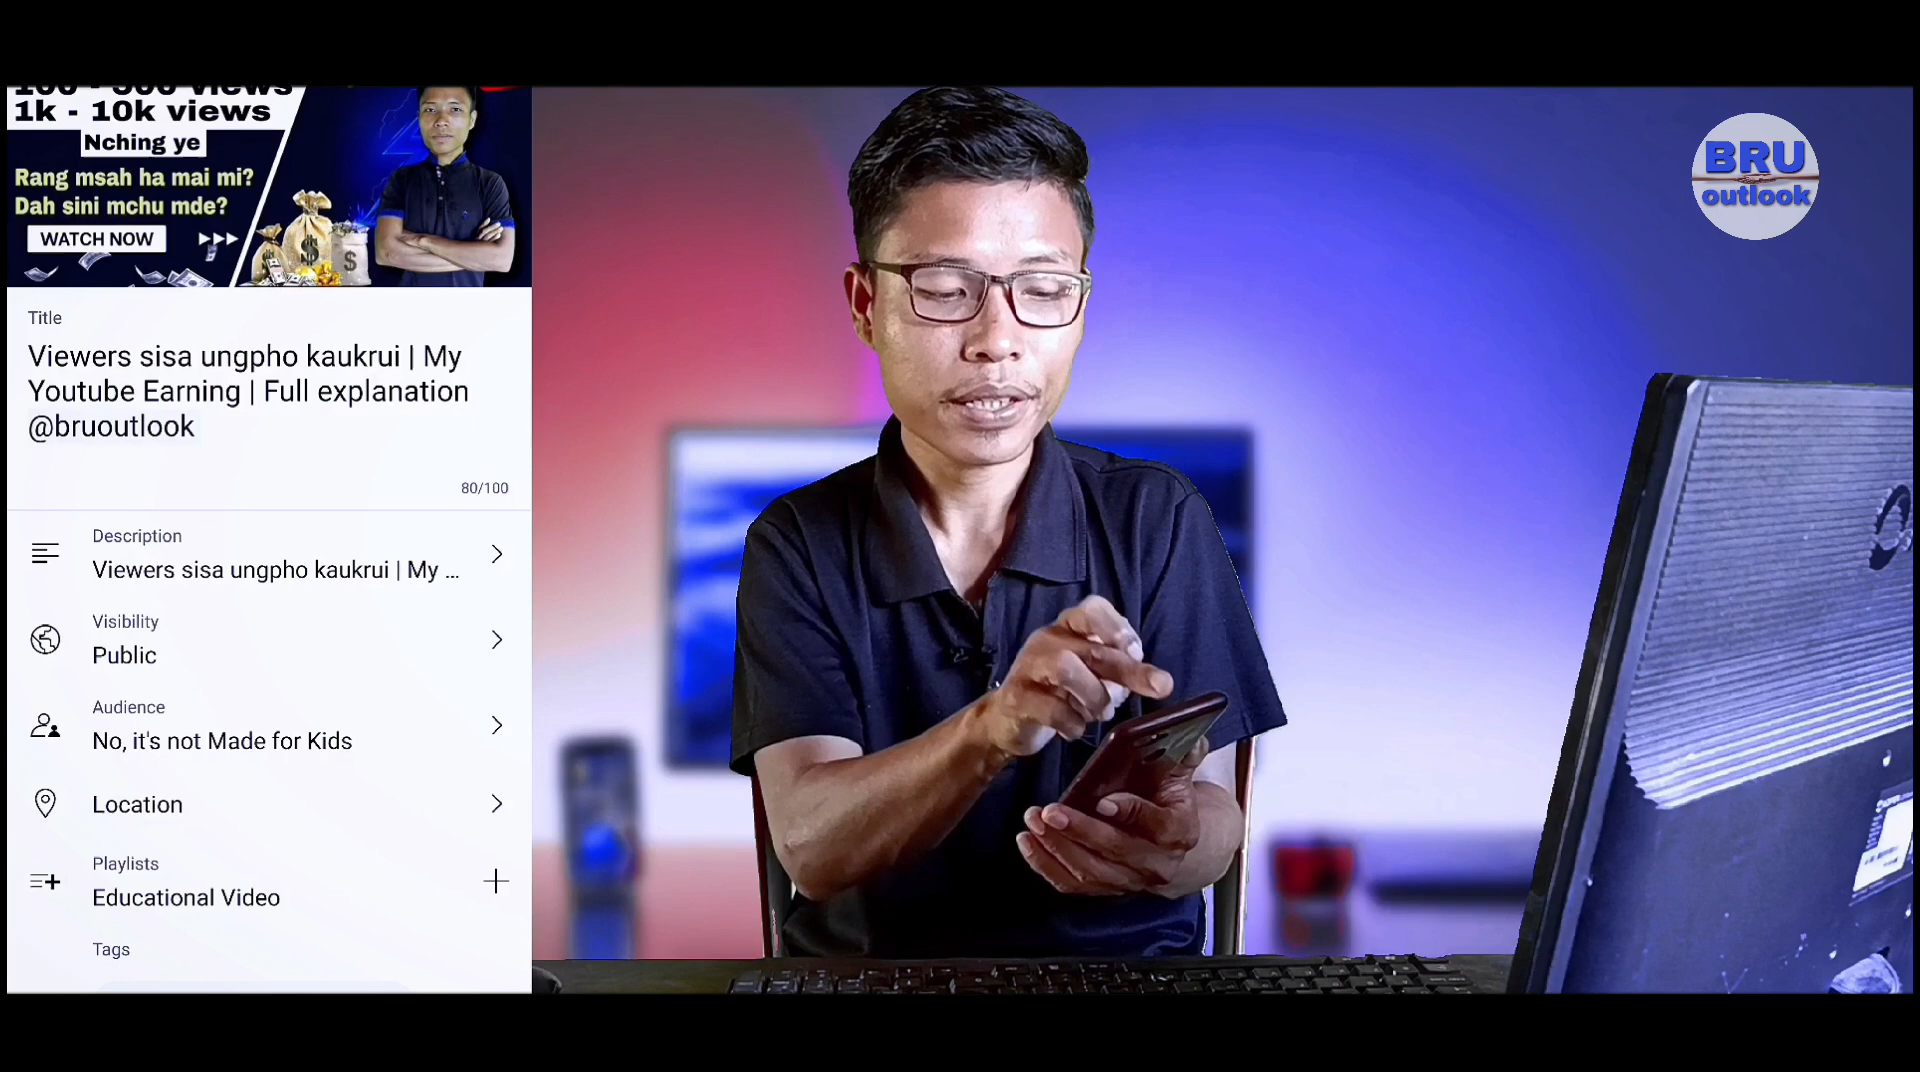 1k - 10k views
Nching ye
Rang msah ha mai mi?
Dah sini mchu mde?
WATCH NOW
Title
Viewers sisa ungpho kaukrui | My
Youtube Earning | Full explanation
@bruoutlook
80/100
Description
Viewers sisa ungpho kaukrui | My ...
Visibility
Public
Audience
No, it's not Made for Kids
Location
Playlists
Educational Video
Tags
BRU
outlook